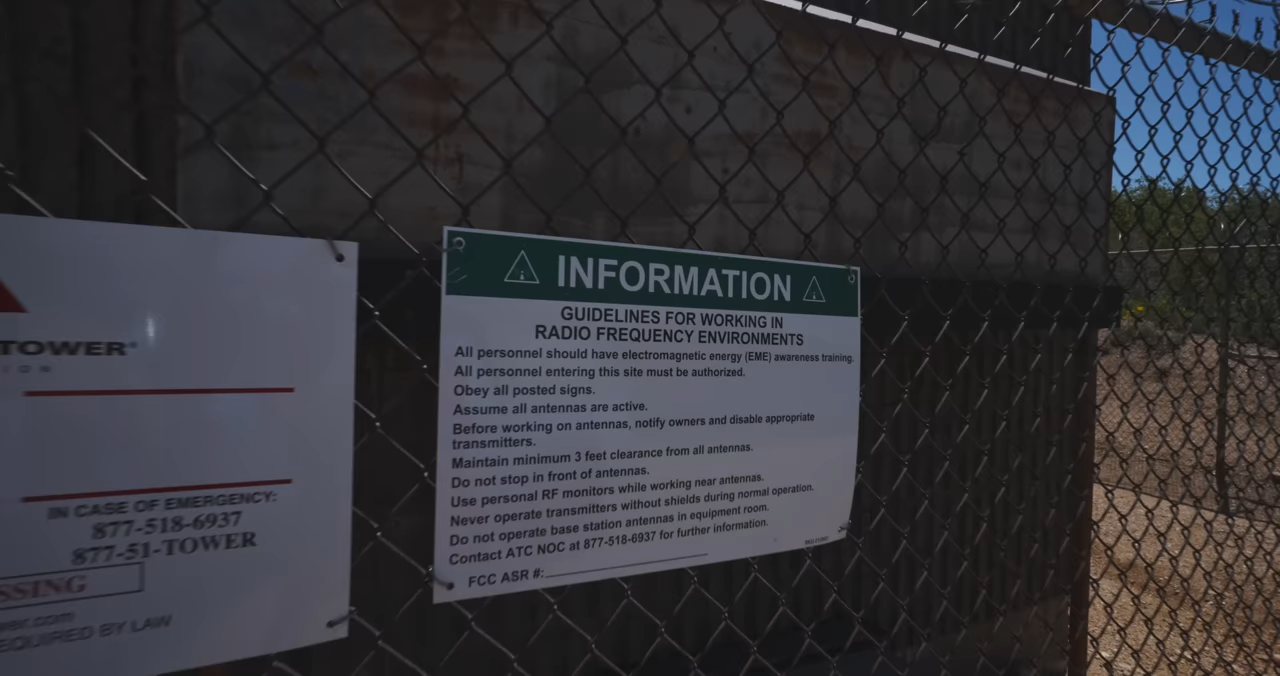 TOWER®
IN CASE OF EMERGENCY:
877-518-6937
877-51-TOWER
SSING
er.com
EQUIRED BY LAW
INFORMATION
GUIDELINES FOR WORKING IN
RADIO FREQUENCY ENVIRONMENTS
All personnel should have electromagnetic energy (EME) awareness training.
All personnel entering this site must be authorized.
Obey all posted signs.
Assume all antennas are active.
Before working on antennas, notify owners and disable appropriate
transmitters.
Maintain minimum 3 feet clearance from all antennas.
Do not stop in front of antennas.
Use personal RF monitors while working near antennas.
Never operate transmitters without shields during normal operation.
Do not operate base station antennas in equipment room.
Contact ATC NOC at 877-518-6937 for further information.
FCC ASR #: